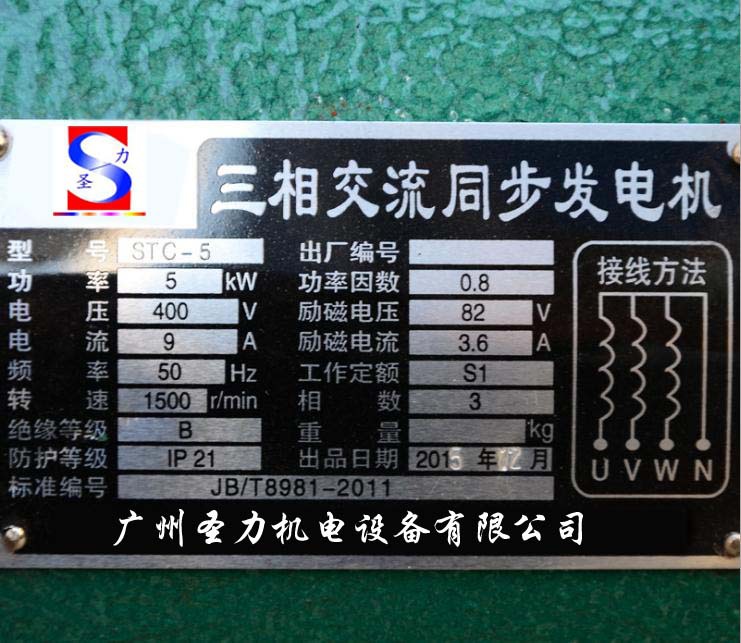 圣力
三相交流同步发电机
型号 STC-5 出厂编号
功率 5 kW 功率因数 0.8
电压 400 V 励磁电压 82 V
电流 9 A 励磁电流 3.6 A
频率 50 Hz 工作定额 S1
转速 1500 r/min 相数 3
绝缘等级 B 重量 kg
防护等级 IP 21 出品日期 2015 年 12 月
标准编号 JB/T8981-2011
接线方法
U V W N
广州圣力机电设备有限公司